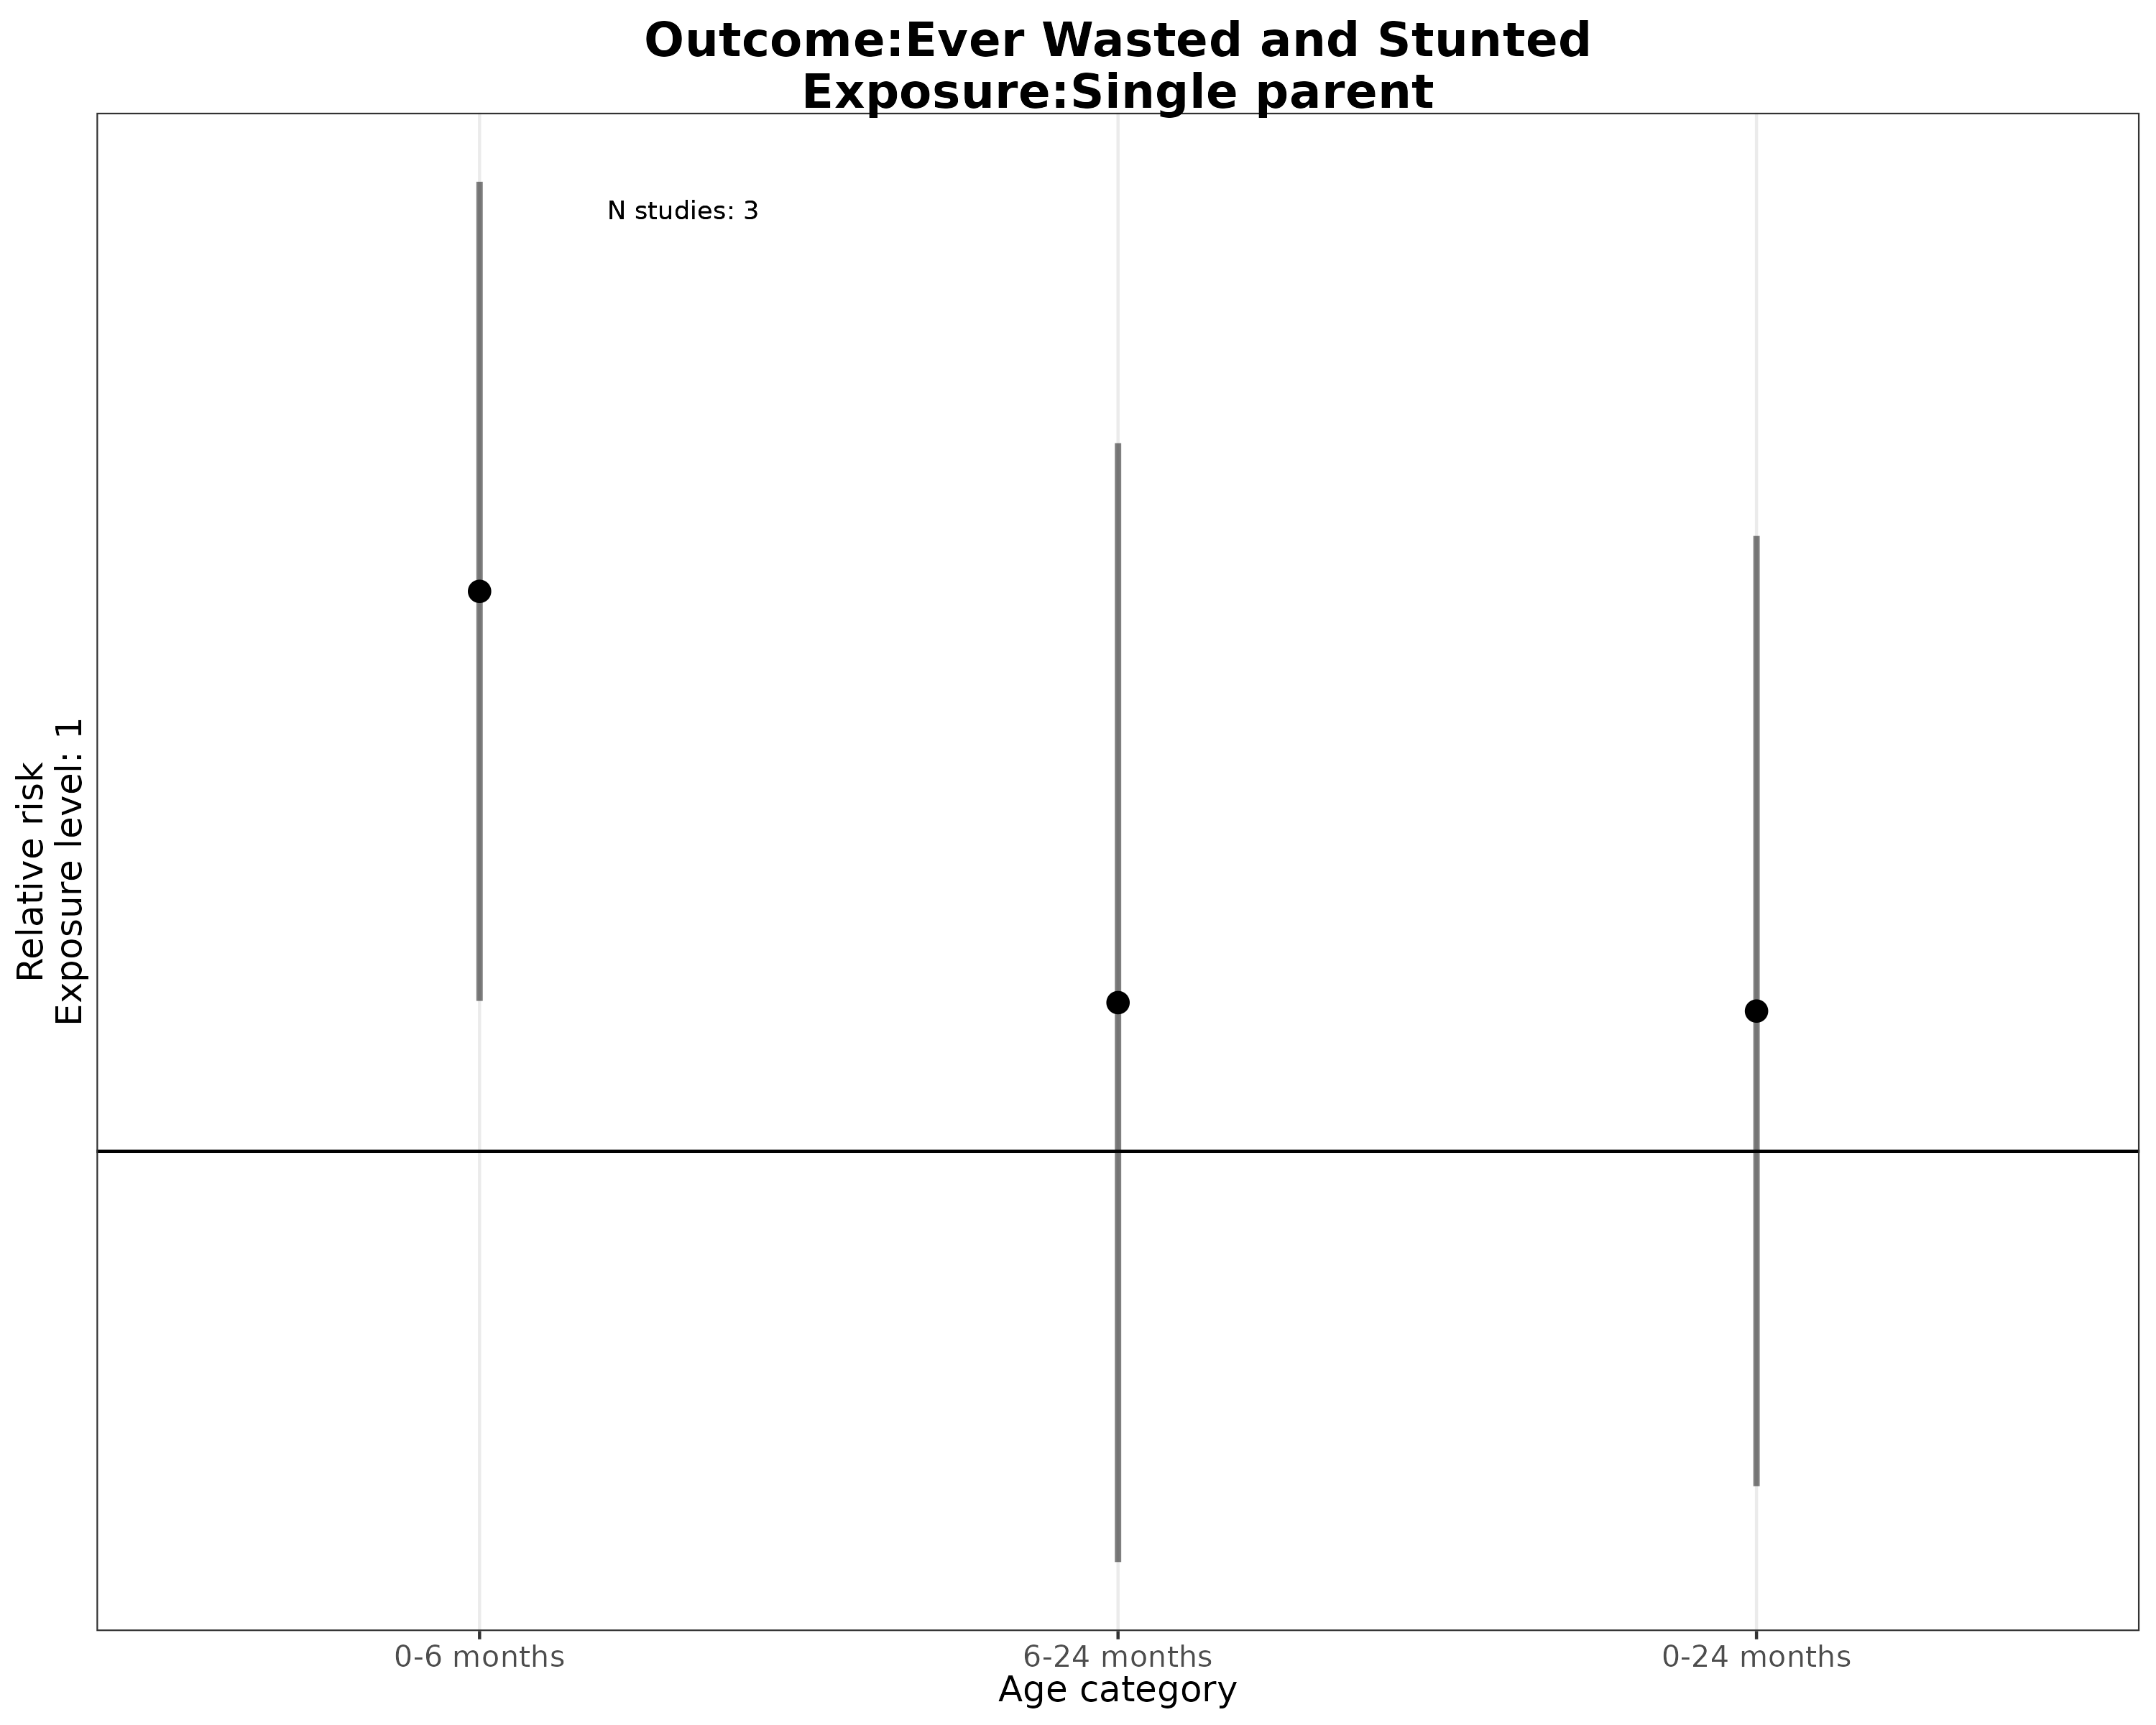 Outcome:Ever Wasted and Stunted
Exposure:Single parent
N studies: 3
Relative risk
Exposure level: 1
0-6 months
6-24 months
0-24 months
Age category